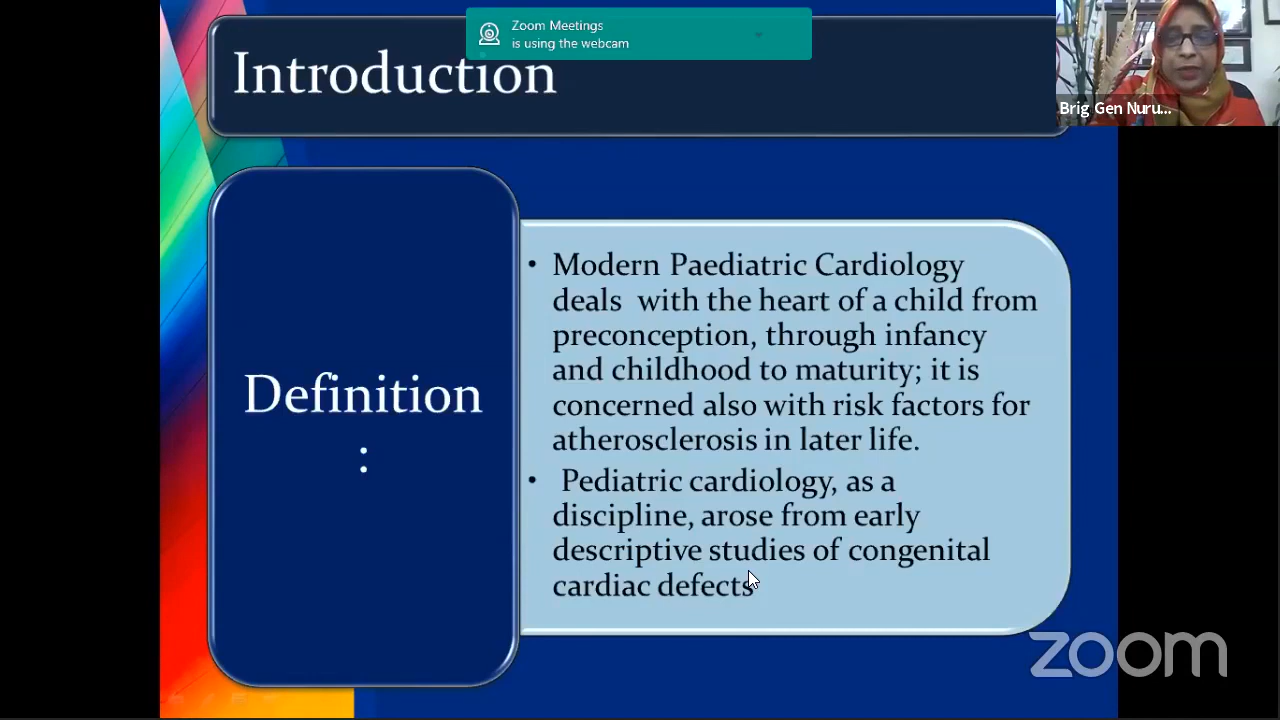 Zoom Meetings
is using the webcam
Introduction
Brig Gen Nuru...
Definition
:
• Modern Paediatric Cardiology
deals with the heart of a child from
preconception, through infancy
and childhood to maturity; it is
concerned also with risk factors for
atherosclerosis in later life.
• Pediatric cardiology, as a
discipline, arose from early
descriptive studies of congenital
cardiac defects
zoom